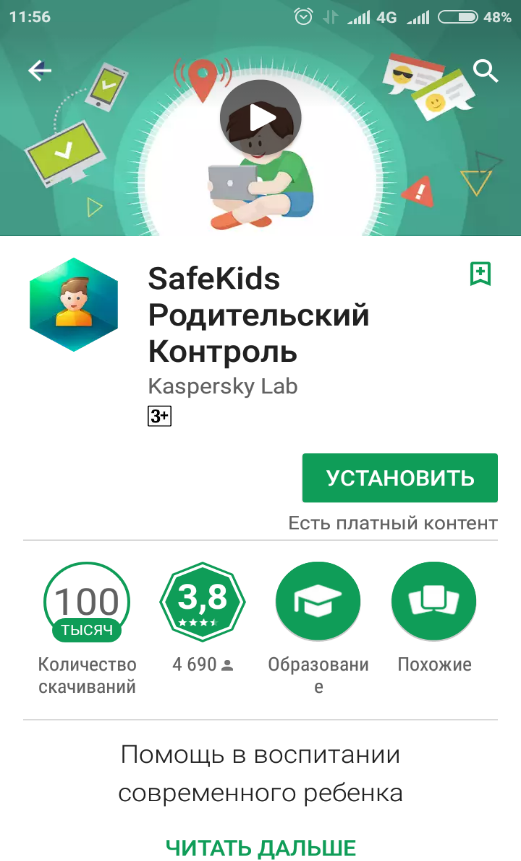 11:56 4G 48%
SafeKids
Родительский
Контроль
Kaspersky Lab
3+
УСТАНОВИТЬ
Есть платный контент
100
ТЫСЯЧ
Количество
скачиваний
3,8
4 690
Образовани
е
Похожие
Помощь в воспитании
современного ребенка
ЧИТАТЬ ДАЛЬШЕ